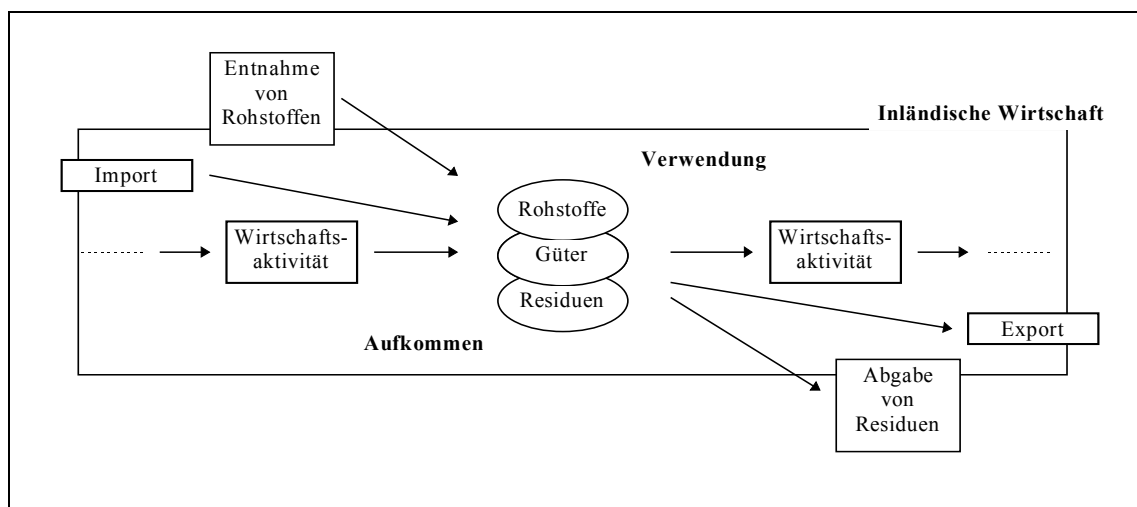 Entnahme
von
Rohstoffen
Inländische Wirtschaft
Verwendung
Import
Rohstoffe
Wirtschafts-
aktivität
Güter
Wirtschafts-
aktivität
Residuen
Export
Aufkommen
Abgabe
von
Residuen